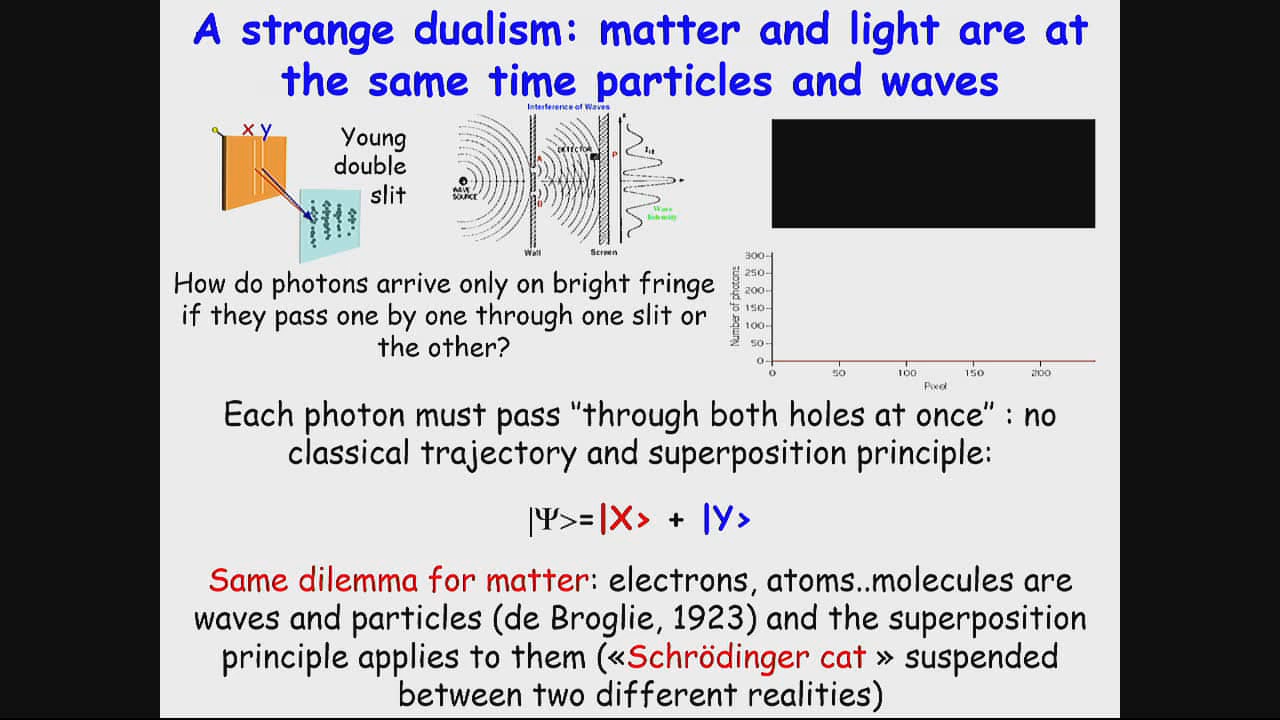 A strange dualism: matter and light are at
the same time particles and waves
X Y
Young
double
slit
Interference of Waves
WAVE
SOURCE
A
B
DETECTOR
P
x
Wave
Intensity
Wall
Screen
300
250
200
150
100
50
0
Number of photons
0 50 100 150 200
Pixel
How do photons arrive only on bright fringe
if they pass one by one through one slit or
the other?
Each photon must pass "through both holes at once" : no
classical trajectory and superposition principle:
|Ψ>=|X> + |Y>
Same dilemma for matter: electrons, atoms..molecules are
waves and particles (de Broglie, 1923) and the superposition
principle applies to them («Schrödinger cat » suspended
between two different realities)